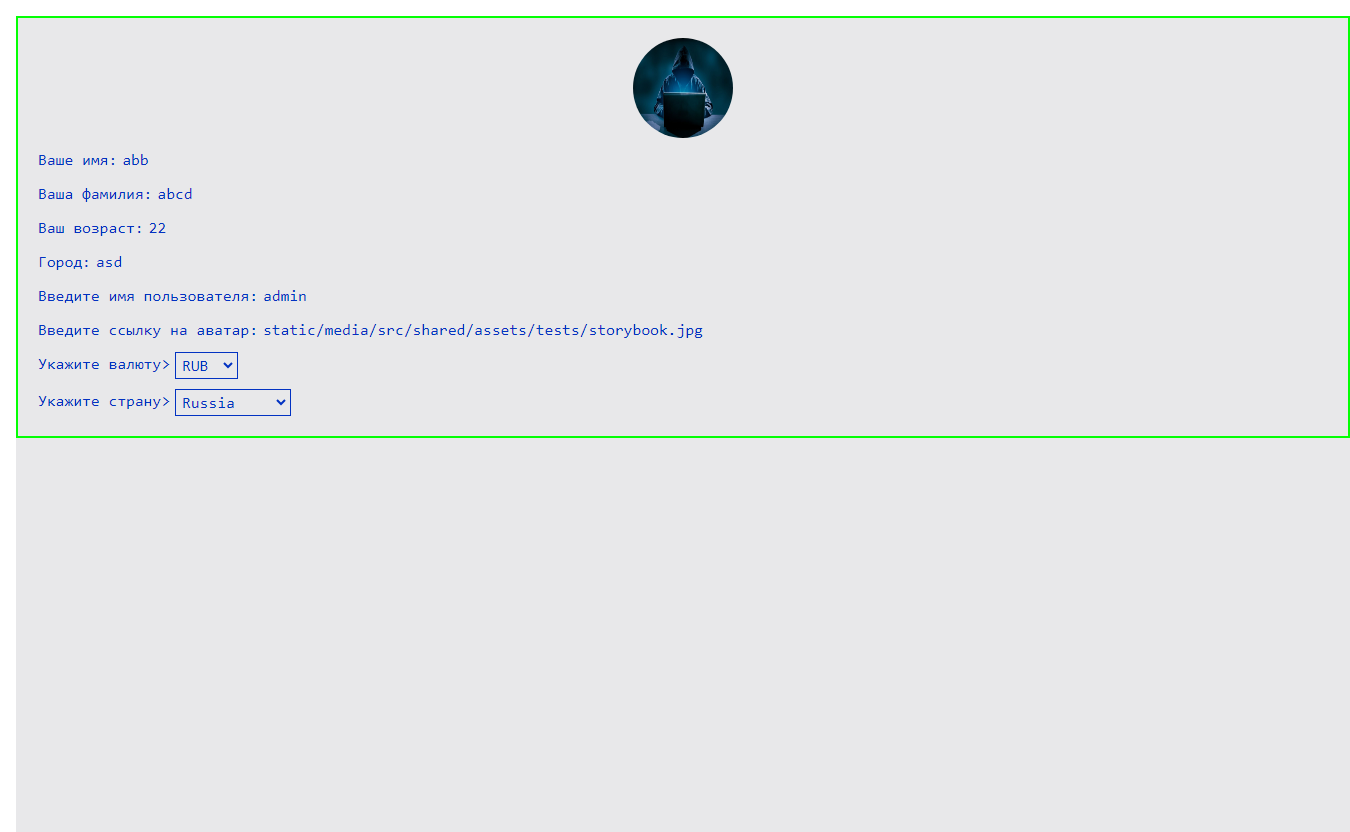 Ваше имя: abb
Ваша фамилия: abcd
Ваш возраст: 22
Город: asd
Введите имя пользователя: admin
Введите ссылку на аватар: static/media/src/shared/assets/tests/storybook.jpg
Укажите валюту> RUB
Укажите страну> Russia